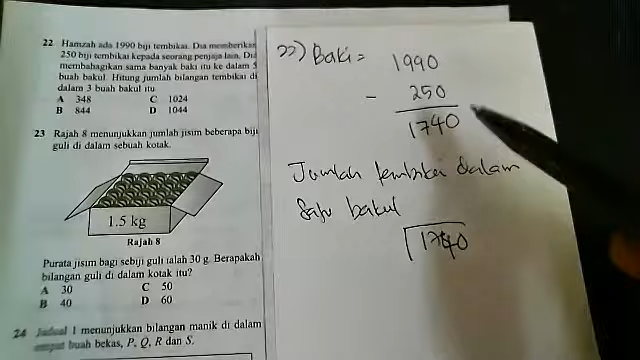 22 Hamzah ada 1990 biji tembikai. Dia memberikan
250 biji tembikai kepada seorang penjaja lain. Dia
membahagikan sama banyak baki itu ke dalam 5
buah bakul. Hitung jumlah bilangan tembikai di
dalam 3 buah bakul itu
A 348 C 1024
B 844 D 1044
23 Rajah 8 menunjukkan jumlah jisim beberapa biji
guli di dalam sebuah kotak.
1.5 kg
Rajah 8
Purata jisim bagi sebiji guli ialah 30 g. Berapakah
bilangan guli di dalam kotak itu?
A 30 C 50
B 40 D 60
24 Jadual 1 menunjukkan bilangan manik di dalam
empat buah bekas, P, Q, R dan S.
22) Baki = 1990
- 250
1740
Jumlah tembikai dalam
satu bakul
1740